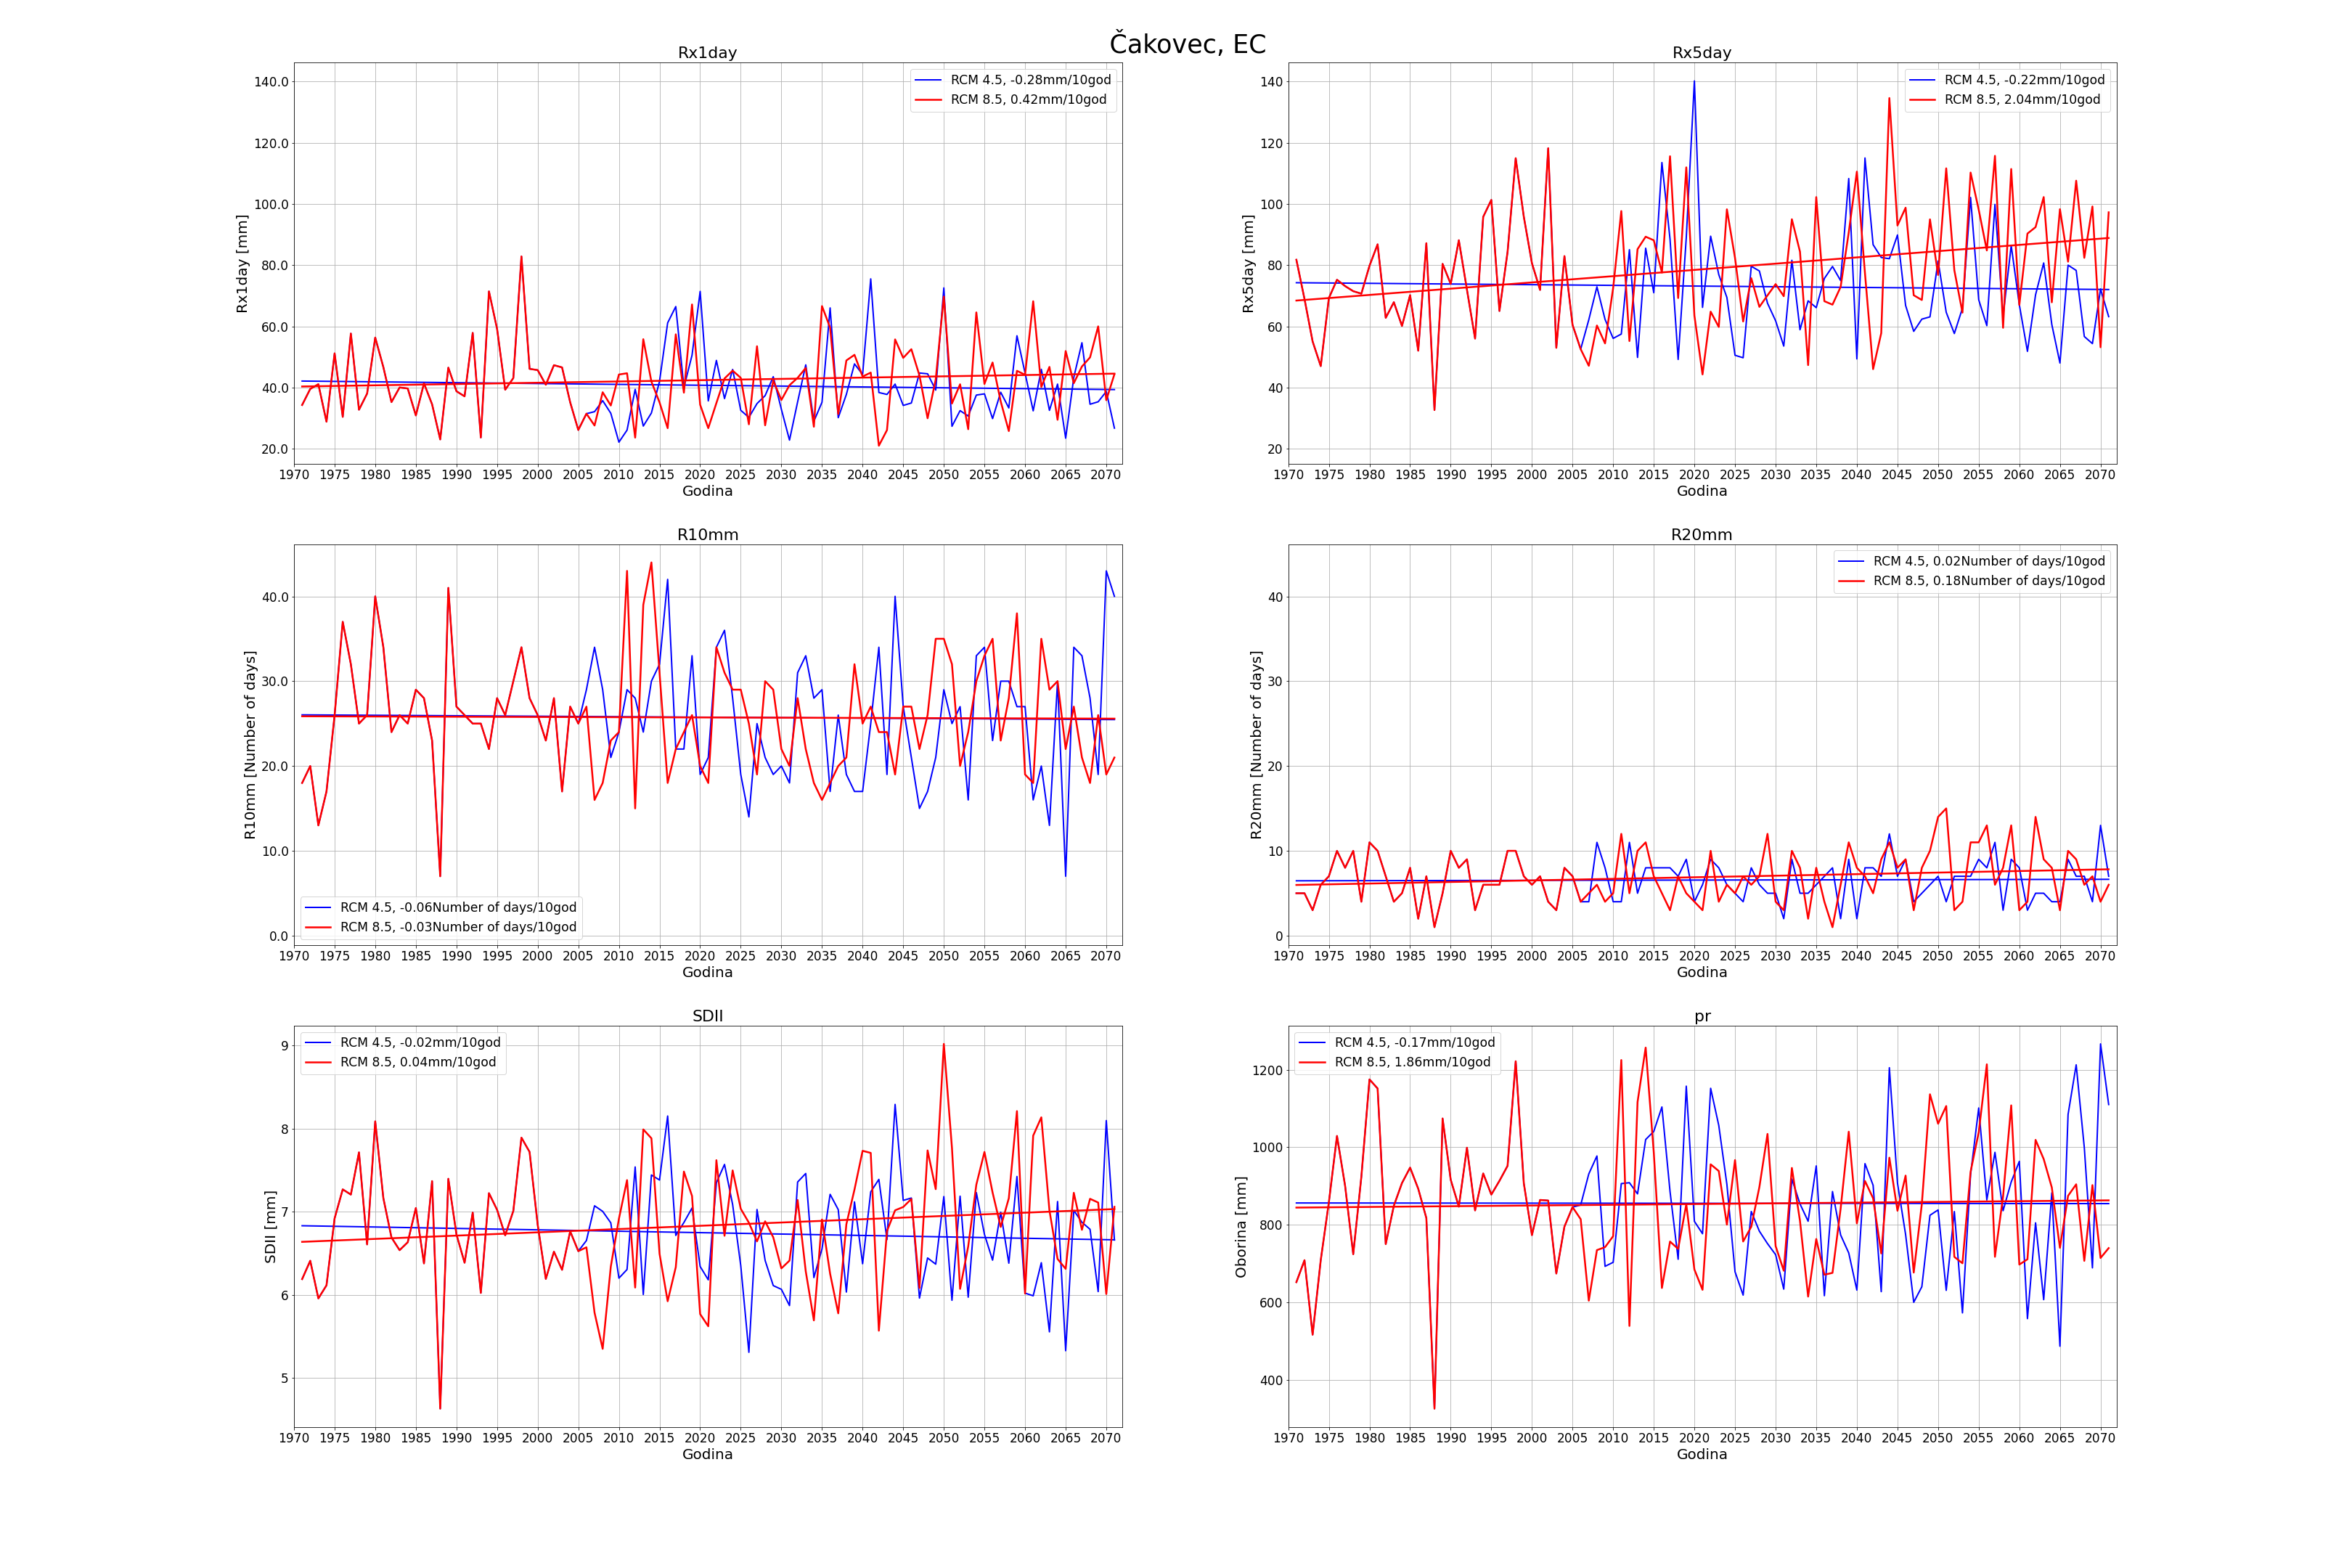 Čakovec, EC
Rx1day
140.0
120.0
100.0
80.0
60.0
40.0
20.0
Rx1day [mm]
RCM 4.5, -0.28mm/10god
RCM 8.5, 0.42mm/10god
1970 1975 1980 1985 1990 1995 2000 2005 2010 2015 2020 2025 2030 2035 2040 2045 2050 2055 2060 2065 2070
Godina
Rx5day
140
120
100
80
60
40
20
Rx5day [mm]
RCM 4.5, -0.22mm/10god
RCM 8.5, 2.04mm/10god
1970 1975 1980 1985 1990 1995 2000 2005 2010 2015 2020 2025 2030 2035 2040 2045 2050 2055 2060 2065 2070
Godina
R10mm
40.0
30.0
20.0
10.0
0.0
R10mm [Number of days]
RCM 4.5, -0.06Number of days/10god
RCM 8.5, -0.03Number of days/10god
1970 1975 1980 1985 1990 1995 2000 2005 2010 2015 2020 2025 2030 2035 2040 2045 2050 2055 2060 2065 2070
Godina
R20mm
40
30
20
10
0
R20mm [Number of days]
RCM 4.5, 0.02Number of days/10god
RCM 8.5, 0.18Number of days/10god
1970 1975 1980 1985 1990 1995 2000 2005 2010 2015 2020 2025 2030 2035 2040 2045 2050 2055 2060 2065 2070
Godina
SDII
9
8
7
6
5
SDII [mm]
RCM 4.5, -0.02mm/10god
RCM 8.5, 0.04mm/10god
1970 1975 1980 1985 1990 1995 2000 2005 2010 2015 2020 2025 2030 2035 2040 2045 2050 2055 2060 2065 2070
Godina
pr
1200
1000
800
600
400
Oborina [mm]
RCM 4.5, -0.17mm/10god
RCM 8.5, 1.86mm/10god
1970 1975 1980 1985 1990 1995 2000 2005 2010 2015 2020 2025 2030 2035 2040 2045 2050 2055 2060 2065 2070
Godina